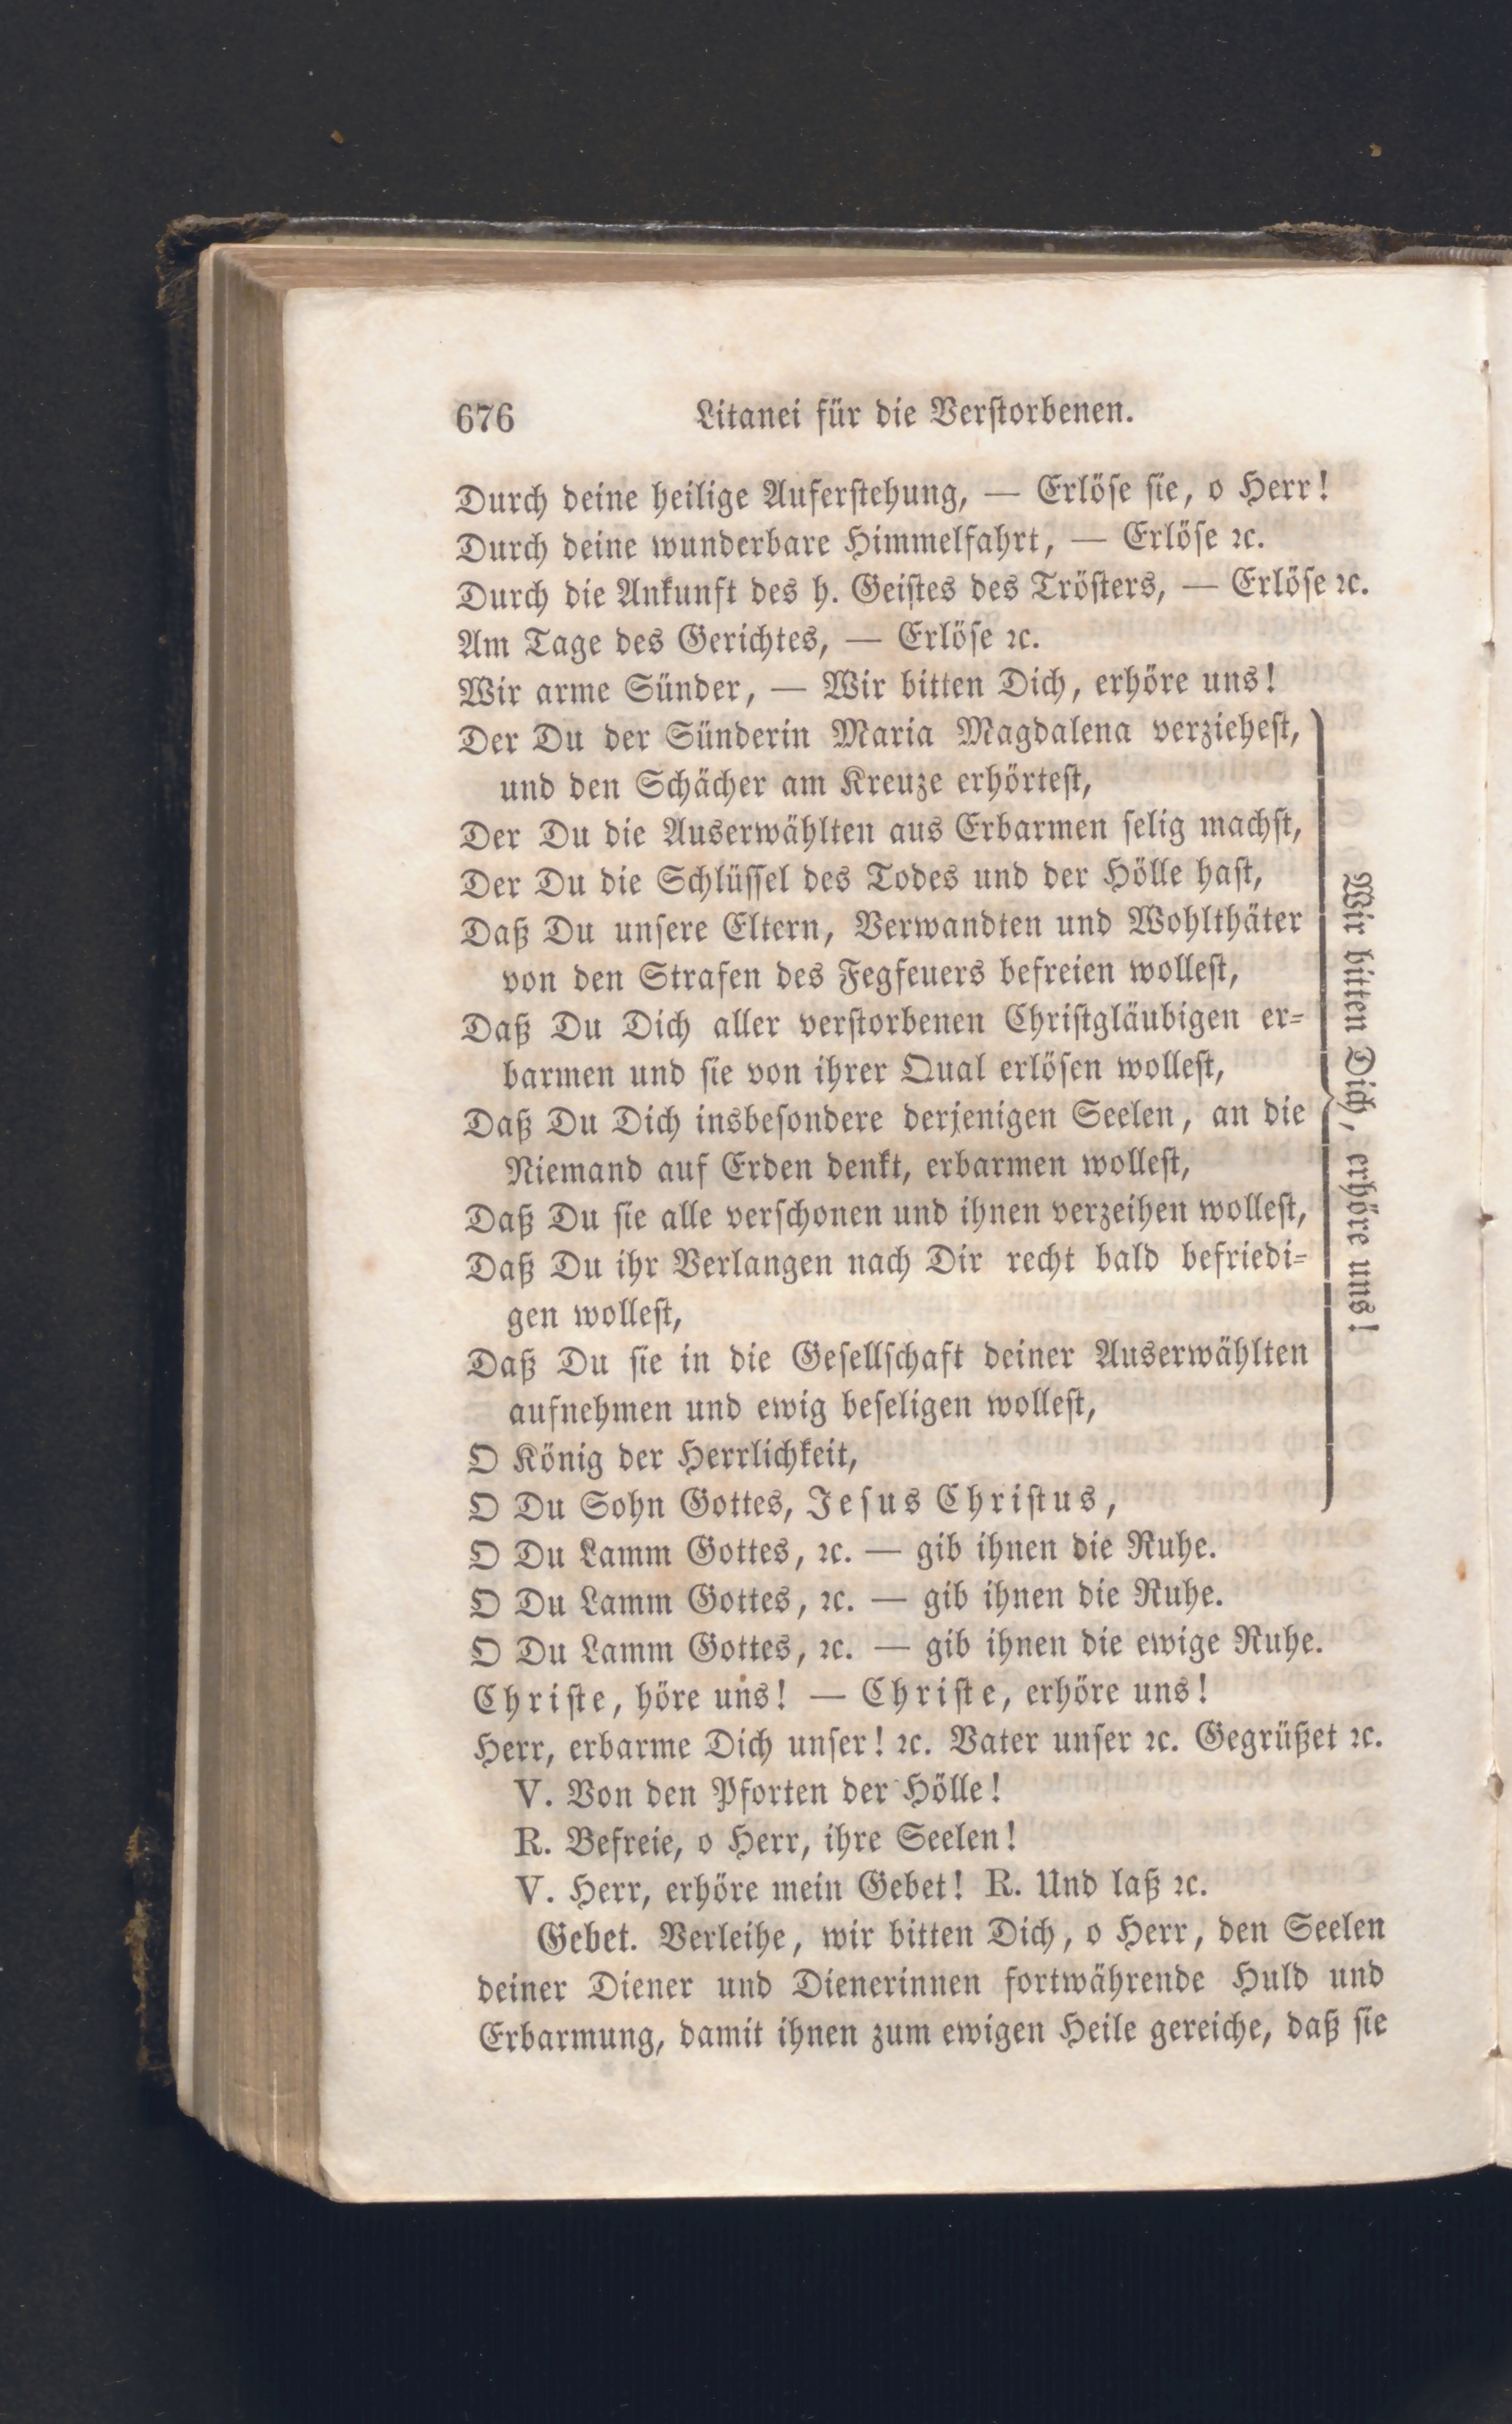 676 Litanei für die Verstorbenen.
Durch deine heilige Auferstehung, — Erlöse sie, o Herr!
Durch deine wunderbare Himmelfahrt, — Erlöse ꝛc.
Durch die Ankunft des h. Geistes des Trösters, — Erlöse ꝛc.
Am Tage des Gerichtes, — Erlöse ꝛc.
Wir arme Sünder, — Wir bitten Dich, erhöre uns!
Der Du der Sünderin Maria Magdalena verziehest,
und den Schächer am Kreuze erhörtest,
Der Du die Auserwählten aus Erbarmen selig machst,
Der Du die Schlüssel des Todes und der Hölle hast,
Daß Du unsere Eltern, Verwandten und Wohlthäter
von den Strafen des Fegfeuers befreien wollest,
Daß Du Dich aller verstorbenen Christgläubigen er-
barmen und sie von ihrer Qual erlösen wollest,
Daß Du Dich insbesondere derjenigen Seelen, an die
Niemand auf Erden denkt, erbarmen wollest,
Daß Du sie alle verschonen und ihnen verzeihen wollest,
Daß Du ihr Verlangen nach Dir recht bald befriedi-
gen wollest,
Daß Du sie in die Gesellschaft deiner Auserwählten
aufnehmen und ewig beseligen wollest,
O König der Herrlichkeit,
O Du Sohn Gottes, Jesus Christus,
Wir bitten Dich, erhöre uns!
O Du Lamm Gottes, ꝛc. — gib ihnen die Ruhe.
O Du Lamm Gottes, ꝛc. — gib ihnen die Ruhe.
O Du Lamm Gottes, ꝛc. — gib ihnen die ewige Ruhe.
Christe, höre uns! — Christe, erhöre uns!
Herr, erbarme Dich unser! ꝛc. Vater unser ꝛc. Gegrüßet ꝛc.
V. Von den Pforten der Hölle!
R. Befreie, o Herr, ihre Seelen!
V. Herr, erhöre mein Gebet! R. Und laß ꝛc.
Gebet. Verleihe, wir bitten Dich, o Herr, den Seelen
deiner Diener und Dienerinnen fortwährende Huld und
Erbarmung, damit ihnen zum ewigen Heile gereiche, daß sie